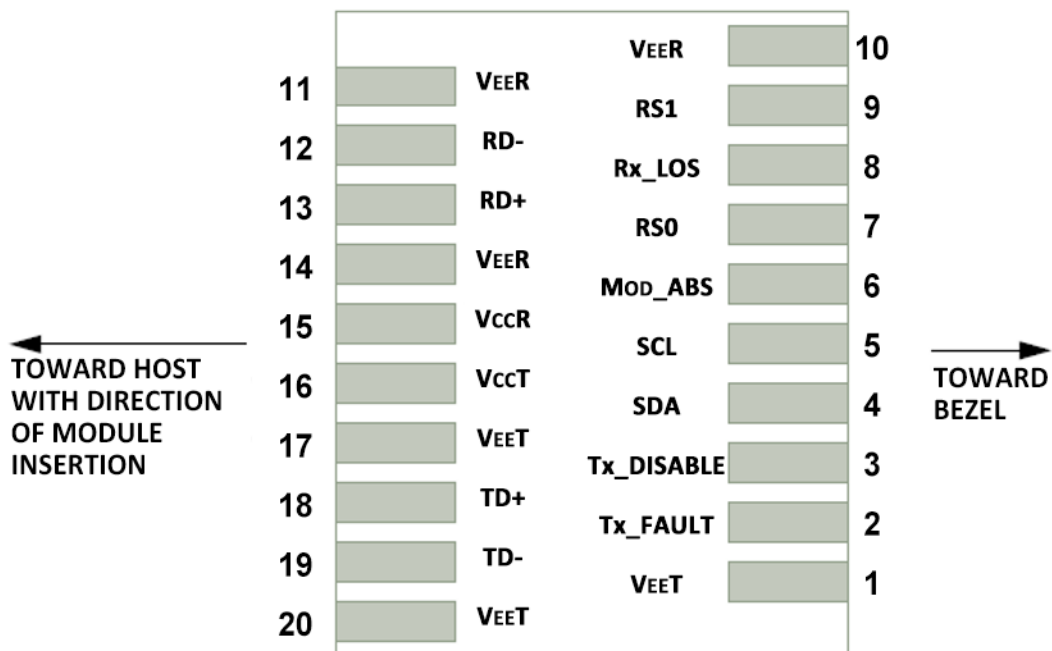 VEER 10
11 VEER
RS1 9
12 RD-
Rx_LOS 8
13 RD+
RS0 7
14 VEER
MOD_ABS 6
15 VCCR
SCL 5
16 VCCT
SDA 4
17 VEET
Tx_DISABLE 3
18 TD+
Tx_FAULT 2
19 TD-
VEET 1
20 VEET
TOWARD HOST
WITH DIRECTION
OF MODULE
INSERTION
TOWARD
BEZEL